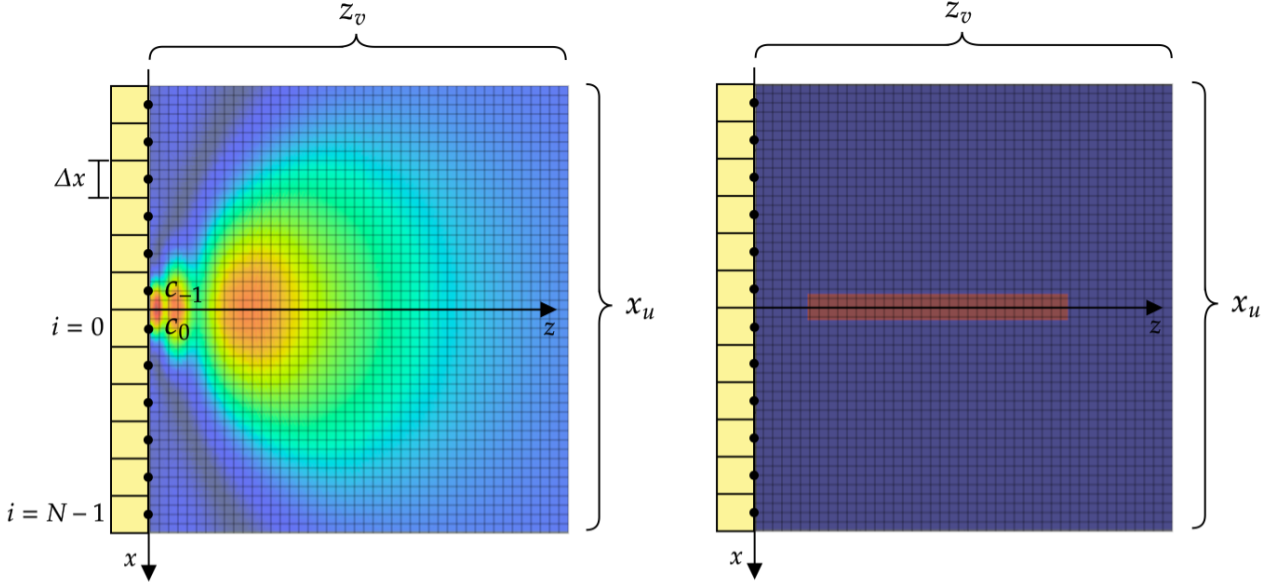 z_v
Δx
c_{-1}
c_0
i = 0
z
x_u
i = N − 1
x
z_v
z
x_u
x